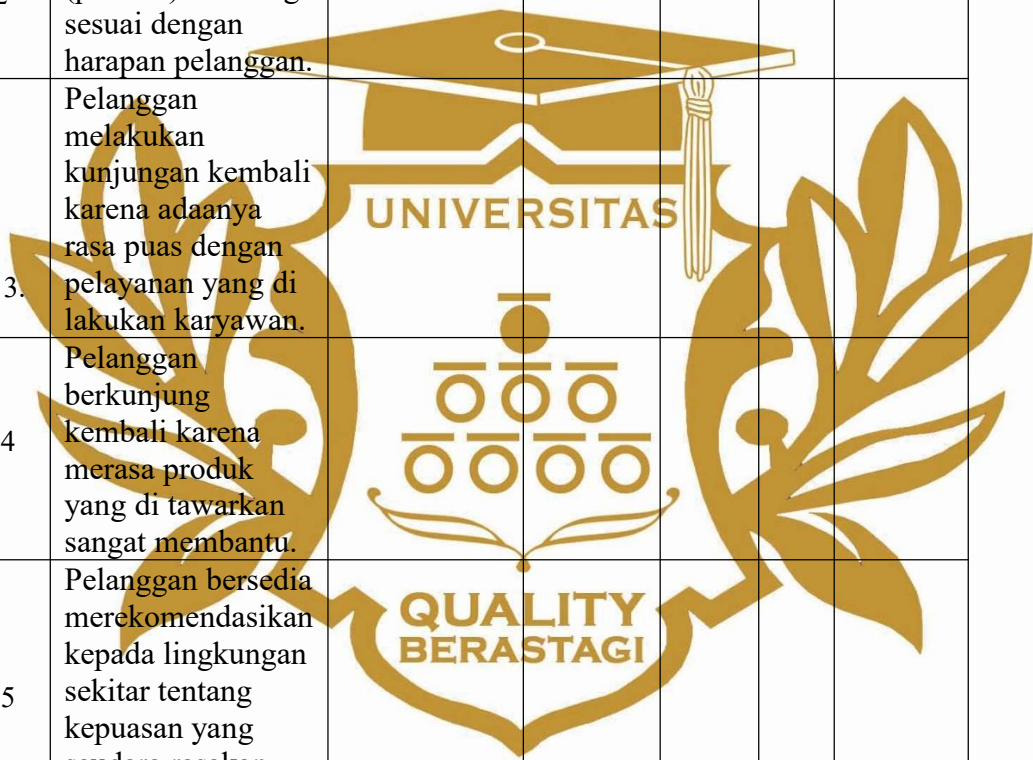 sesuai dengan
harapan pelanggan.
3.
Pelanggan
melakukan
kunjungan kembali
karena adaanya
rasa puas dengan
pelayanan yang di
lakukan karyawan.
4
Pelanggan
berkunjung
kembali karena
merasa produk
yang di tawarkan
sangat membantu.
5
Pelanggan bersedia
merekomendasikan
kepada lingkungan
sekitar tentang
kepuasan yang
UNIVERSITAS
QUALITY
BERASTAGI